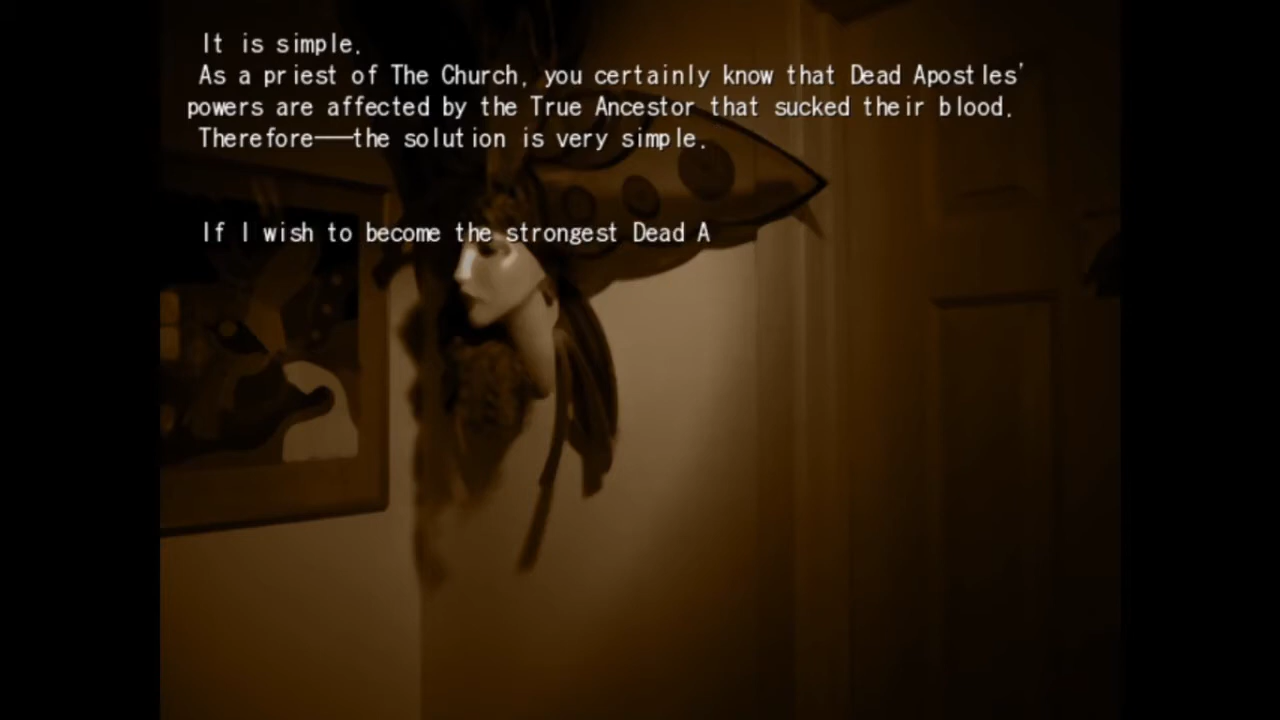 It is simple.
As a priest of The Church, you certainly know that Dead Apostles'
powers are affected by the True Ancestor that sucked their blood.
Therefore──the solution is very simple.
If I wish to become the strongest Dead A